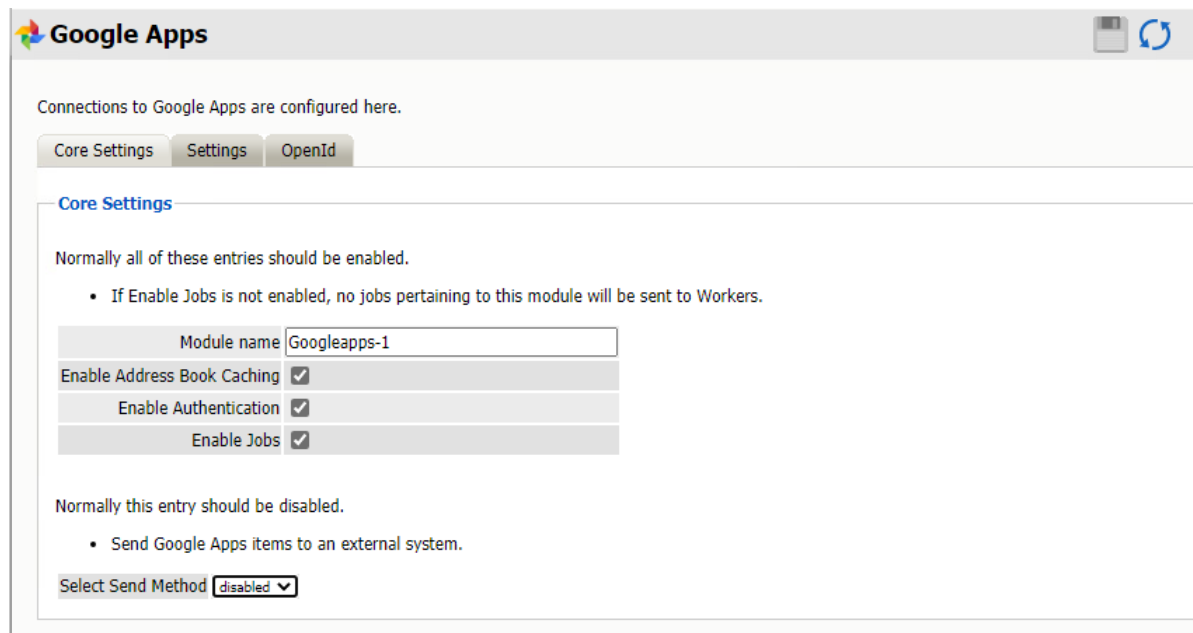 Google Apps
Connections to Google Apps are configured here.
Core Settings Settings OpenId
Core Settings
Normally all of these entries should be enabled.
• If Enable Jobs is not enabled, no jobs pertaining to this module will be sent to Workers.
Module name Googleapps-1
Enable Address Book Caching
Enable Authentication
Enable Jobs
Normally this entry should be disabled.
• Send Google Apps items to an external system.
Select Send Method disabled